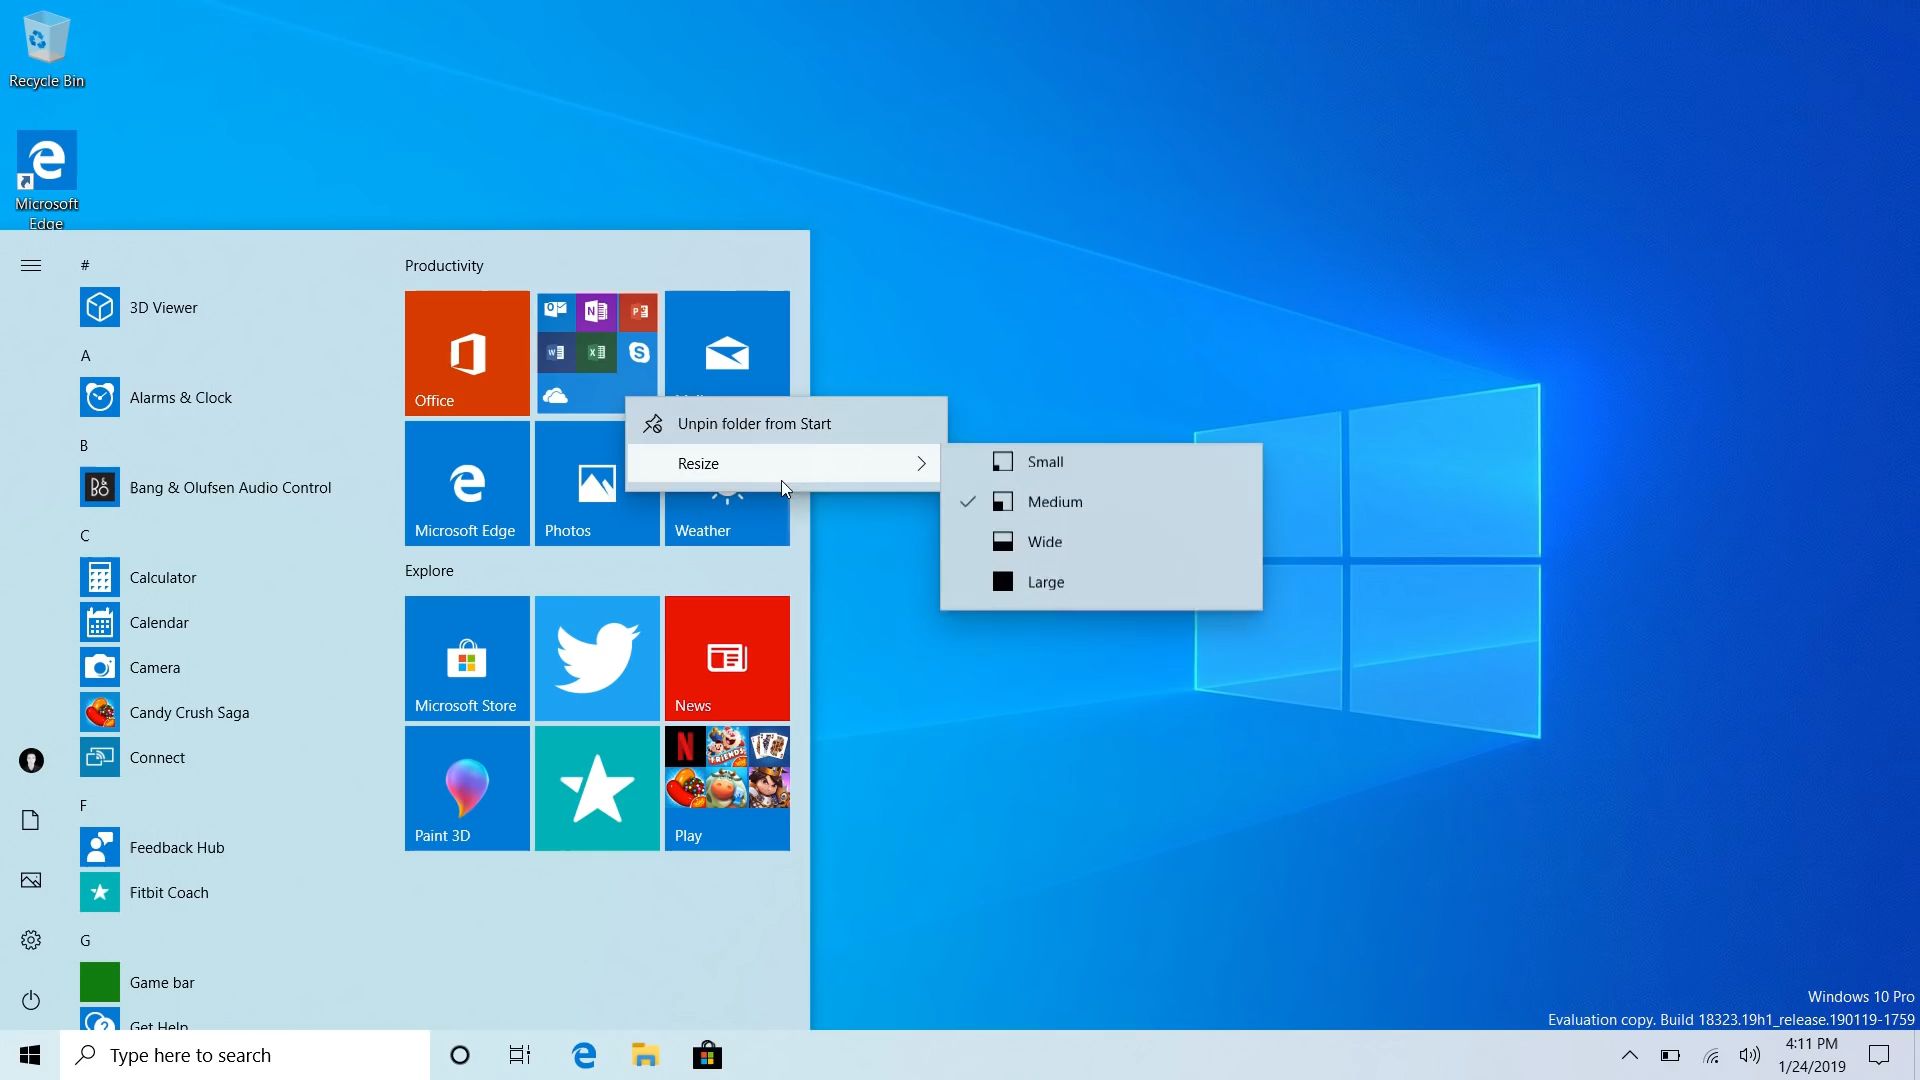 Recycle Bin
Microsoft
Edge
#
3D Viewer
A
Alarms & Clock
B
Bang & Olufsen Audio Control
C
Calculator
Calendar
Camera
Candy Crush Saga
Connect
F
Feedback Hub
Fitbit Coach
G
Game bar
Get Help
Productivity
Office
Microsoft Edge
Photos
Weather
Explore
Microsoft Store
News
Paint 3D
Play
Unpin folder from Start
Resize
Small
Medium
Wide
Large
Windows 10 Pro
Evaluation copy. Build 18323.19h1_release.190119-1759
Type here to search
4:11 PM
1/24/2019